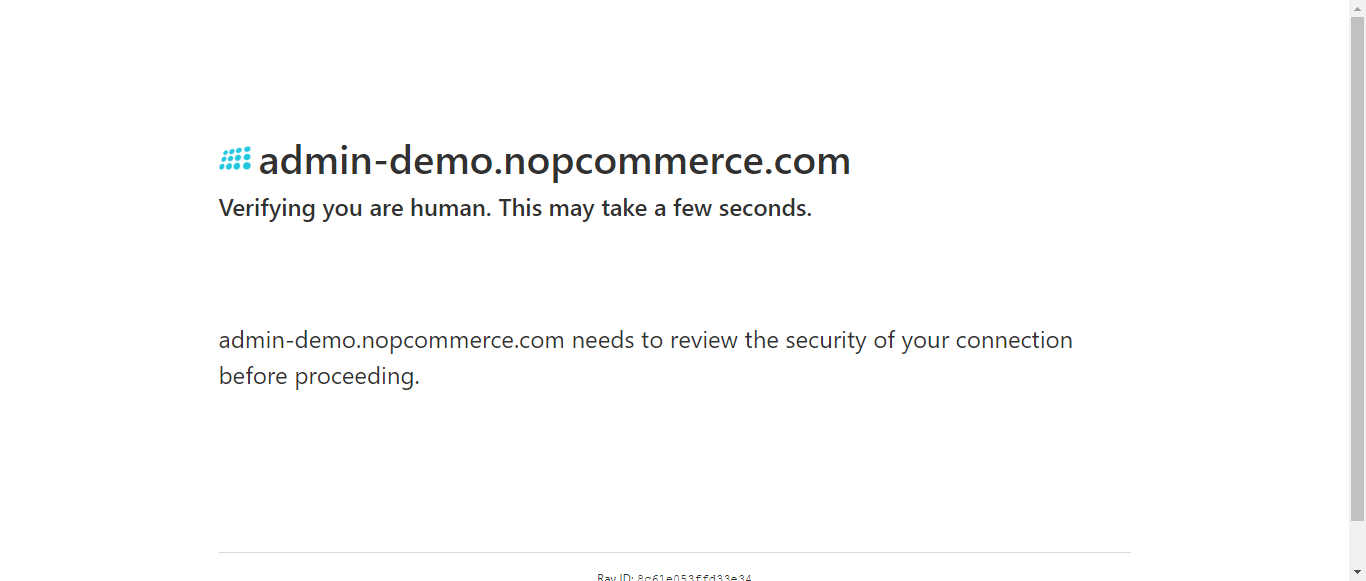 admin-demo.nopcommerce.com
Verifying you are human. This may take a few seconds.
admin-demo.nopcommerce.com needs to review the security of your connection
before proceeding.
Ray ID: 8c61e053ffd33e34